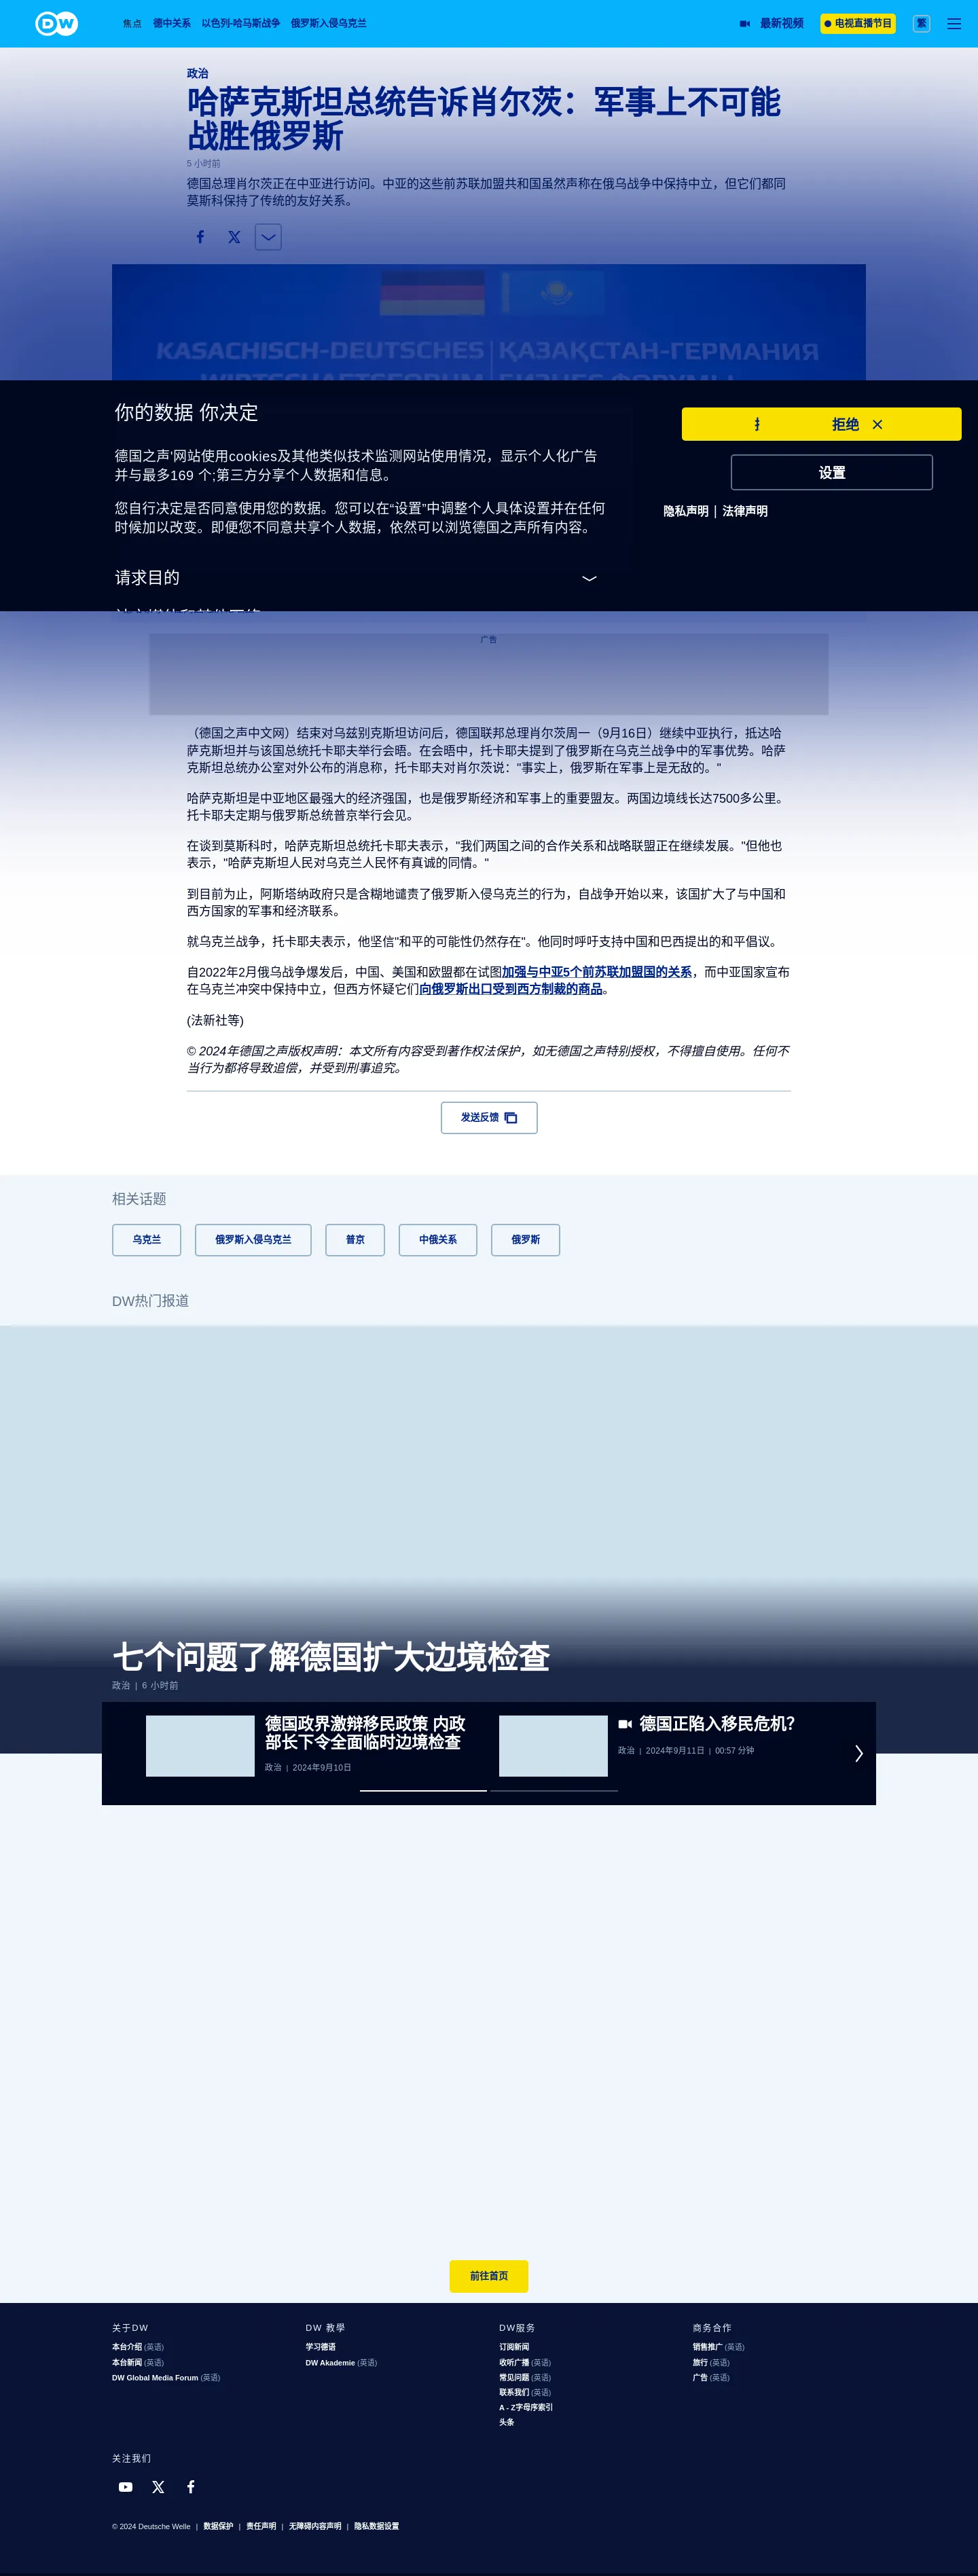 DW
焦点 德中关系 以色列-哈马斯战争 俄罗斯入侵乌克兰
最新视频
电视直播节目
繁
政治
哈萨克斯坦总统告诉肖尔茨：军事上不可能
战胜俄罗斯
5 小时前
德国总理肖尔茨正在中亚进行访问。中亚的这些前苏联加盟共和国虽然声称在俄乌战争中保持中立，但它们都同
莫斯科保持了传统的友好关系。
KASACHISCH-DEUTSCHES
ҚАЗАҚСТАН-ГЕРМАНИЯ
WIRTSCHAFTSFORUM
БИЗНЕС ФОРУМЫ
你的数据 你决定
德国之声'网站使用cookies及其他类似技术监测网站使用情况，显示个人化广告
并与最多169 个;第三方分享个人数据和信息。
您自行决定是否同意使用您的数据。您可以在“设置”中调整个人具体设置并在任何
时候加以改变。即便您不同意共享个人数据，依然可以浏览德国之声所有内容。
请求目的
拒绝
设置
隐私声明 | 法律声明
广告
（德国之声中文网）结束对乌兹别克斯坦访问后，德国联邦总理肖尔茨周一（9月16日）继续中亚执行，抵达哈
萨克斯坦并与该国总统托卡耶夫举行会晤。在会晤中，托卡耶夫提到了俄罗斯在乌克兰战争中的军事优势。哈萨
克斯坦总统办公室对外公布的消息称，托卡耶夫对肖尔茨说："事实上，俄罗斯在军事上是无敌的。"
哈萨克斯坦是中亚地区最强大的经济强国，也是俄罗斯经济和军事上的重要盟友。两国边境线长达7500多公里。
托卡耶夫定期与俄罗斯总统普京举行会见。
在谈到莫斯科时，哈萨克斯坦总统托卡耶夫表示，"我们两国之间的合作关系和战略联盟正在继续发展。"但他也
表示，"哈萨克斯坦人民对乌克兰人民怀有真诚的同情。"
到目前为止，阿斯塔纳政府只是含糊地谴责了俄罗斯入侵乌克兰的行为，自战争开始以来，该国扩大了与中国和
西方国家的军事和经济联系。
就乌克兰战争，托卡耶夫表示，他坚信"和平的可能性仍然存在"。他同时呼吁支持中国和巴西提出的和平倡议。
自2022年2月俄乌战争爆发后，中国、美国和欧盟都在试图加强与中亚5个前苏联加盟国的关系，而中亚国家宣布
在乌克兰冲突中保持中立，但西方怀疑它们向俄罗斯出口受到西方制裁的商品。
(法新社等)
© 2024年德国之声版权声明：本文所有内容受到著作权法保护，如无德国之声特别授权，不得擅自使用。任何不
当行为都将导致追偿，并受到刑事追究。
发送反馈
相关话题
乌克兰 俄罗斯入侵乌克兰 普京 中俄关系 俄罗斯
DW热门报道
七个问题了解德国扩大边境检查
政治 | 6 小时前
德国政界激辩移民政策 内政
部长下令全面临时边境检查
政治 | 2024年9月10日
德国正陷入移民危机？
政治 | 2024年9月11日 | 00:57 分钟
前往首页
关于DW
本台介绍 (英语)
本台新闻 (英语)
DW Global Media Forum (英语)
DW 教學
学习德语
DW Akademie (英语)
DW服务
订阅新闻
收听广播 (英语)
常见问题 (英语)
联系我们 (英语)
A - Z字母序索引
头条
商务合作
销售推广 (英语)
旅行 (英语)
广告 (英语)
关注我们
© 2024 Deutsche Welle | 数据保护 | 责任声明 | 无障碍内容声明 | 隐私数据设置